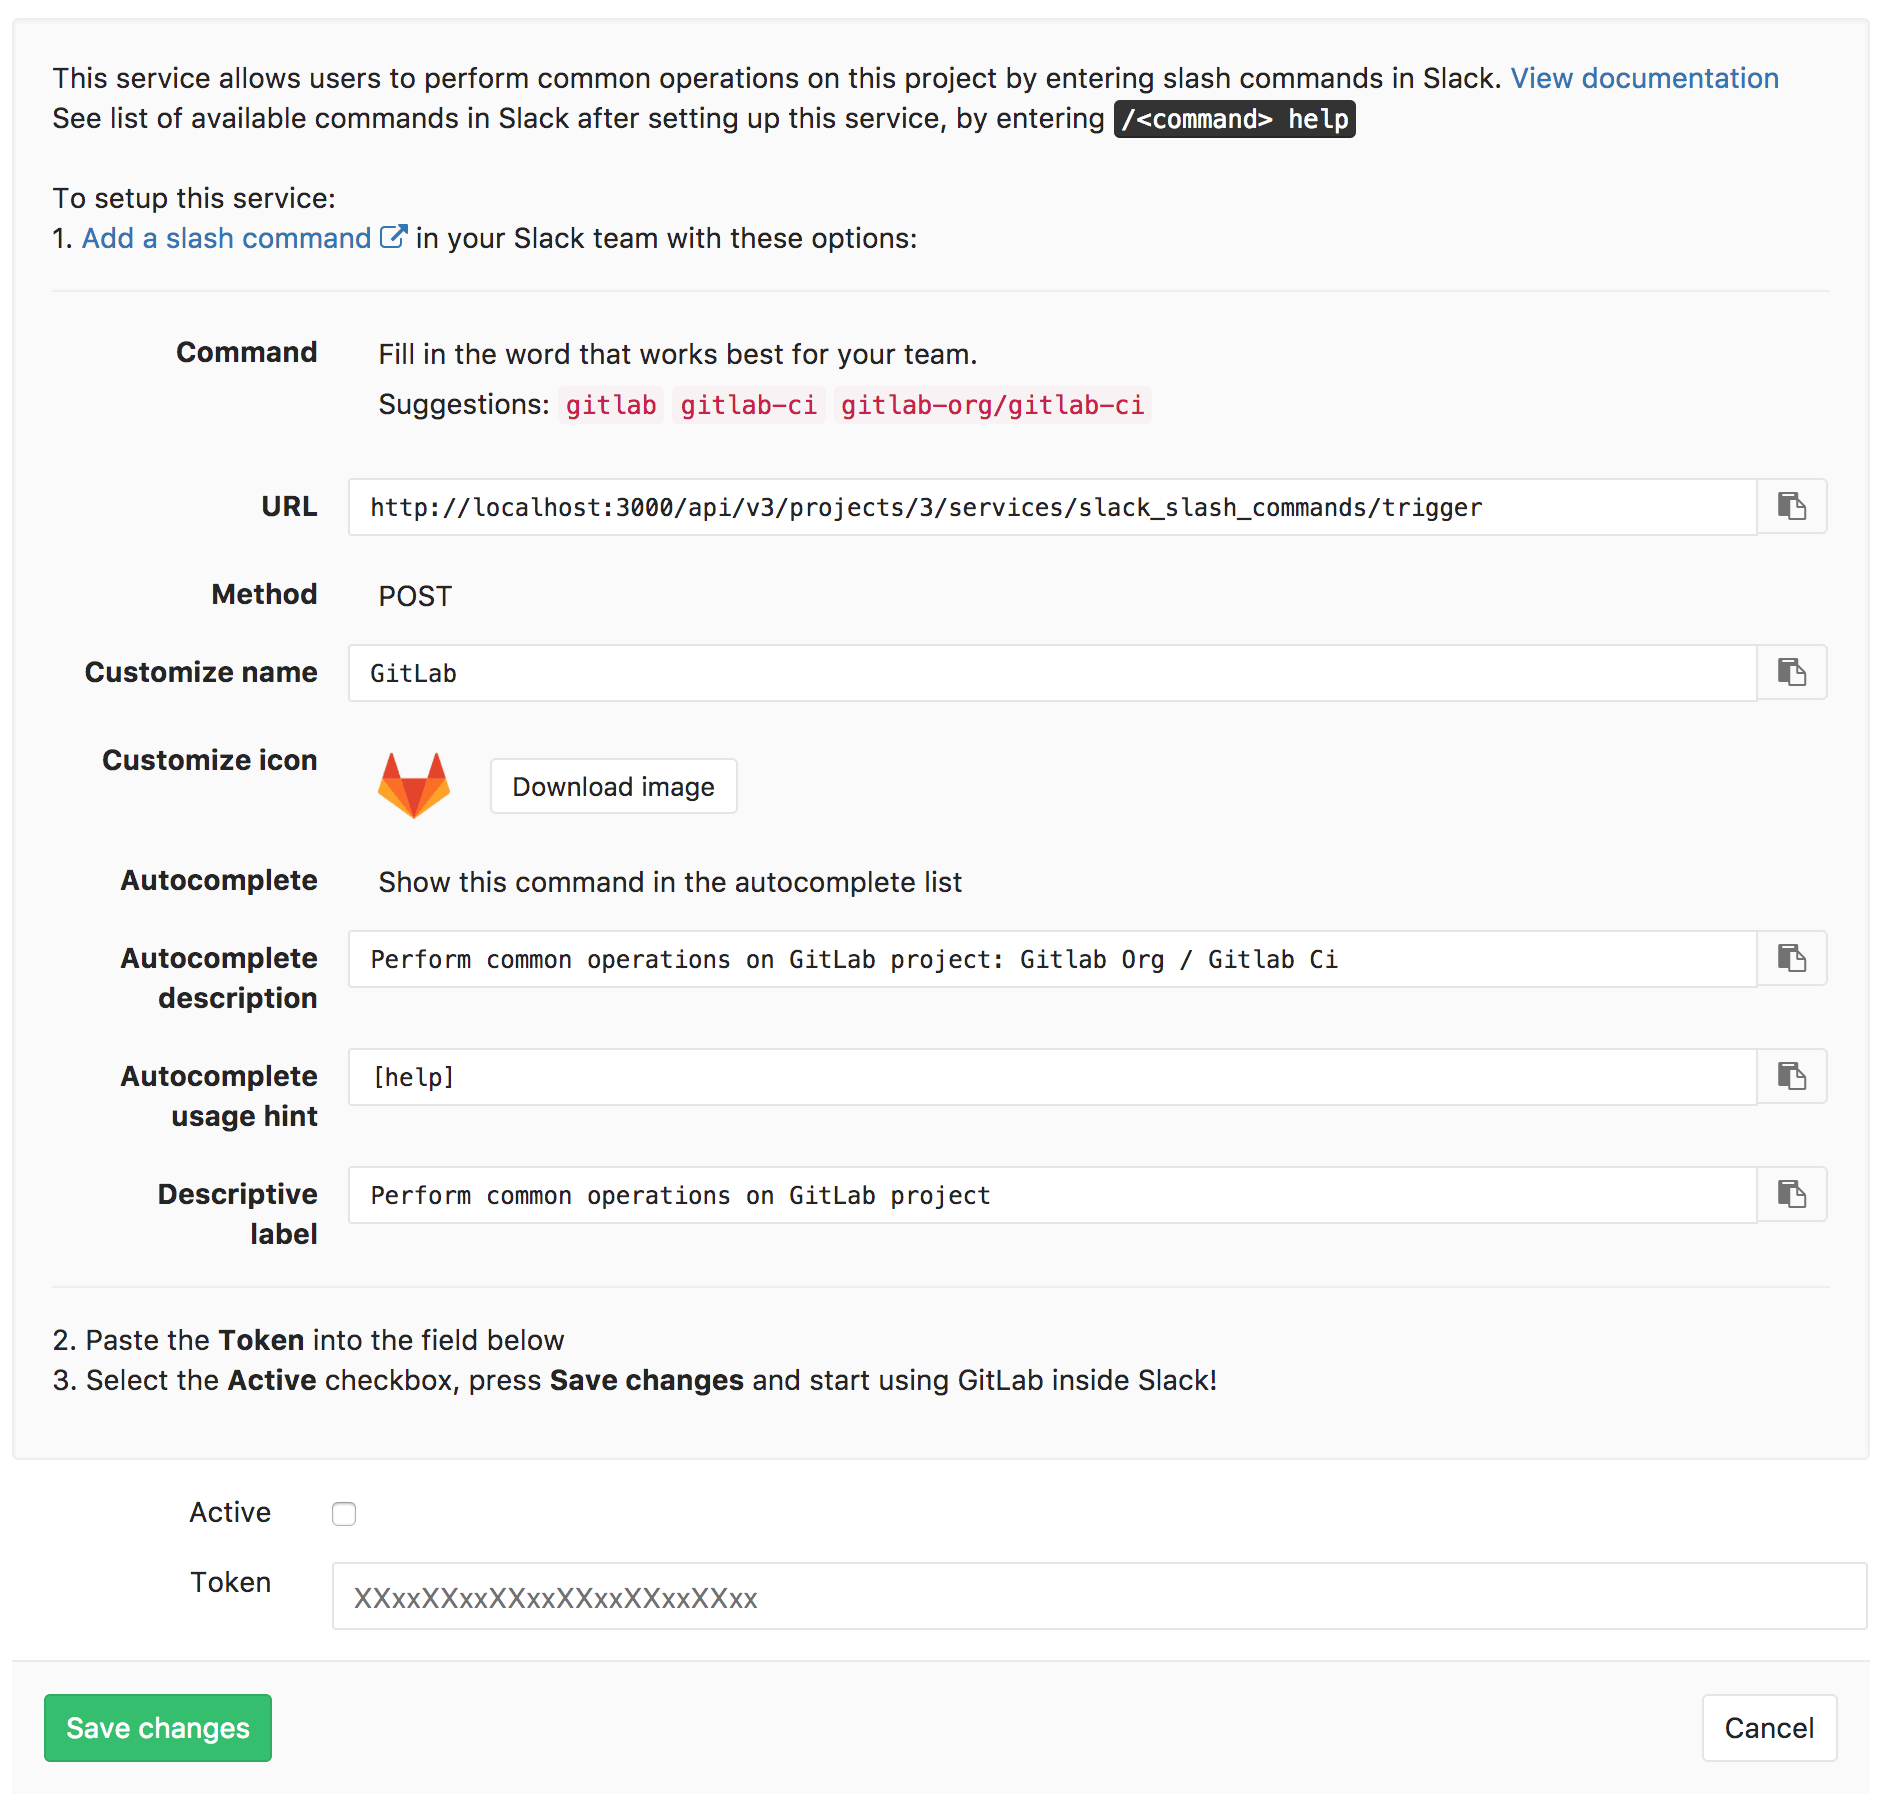 This service allows users to perform common operations on this project by entering slash commands in Slack. View documentation
See list of available commands in Slack after setting up this service, by entering /<command> help
To setup this service:
1. Add a slash command in your Slack team with these options:
Command
Fill in the word that works best for your team.
Suggestions: gitlab gitlab-ci gitlab-org/gitlab-ci
URL
http://localhost:3000/api/v3/projects/3/services/slack_slash_commands/trigger
Method
POST
Customize name
GitLab
Customize icon
Download image
Autocomplete
Show this command in the autocomplete list
Autocomplete
description
Perform common operations on GitLab project: Gitlab Org / Gitlab Ci
Autocomplete
usage hint
[help]
Descriptive
label
Perform common operations on GitLab project
2. Paste the Token into the field below
3. Select the Active checkbox, press Save changes and start using GitLab inside Slack!
Active
Token
XXxxXXxxXXxxXXxxXXxxXXxx
Save changes
Cancel